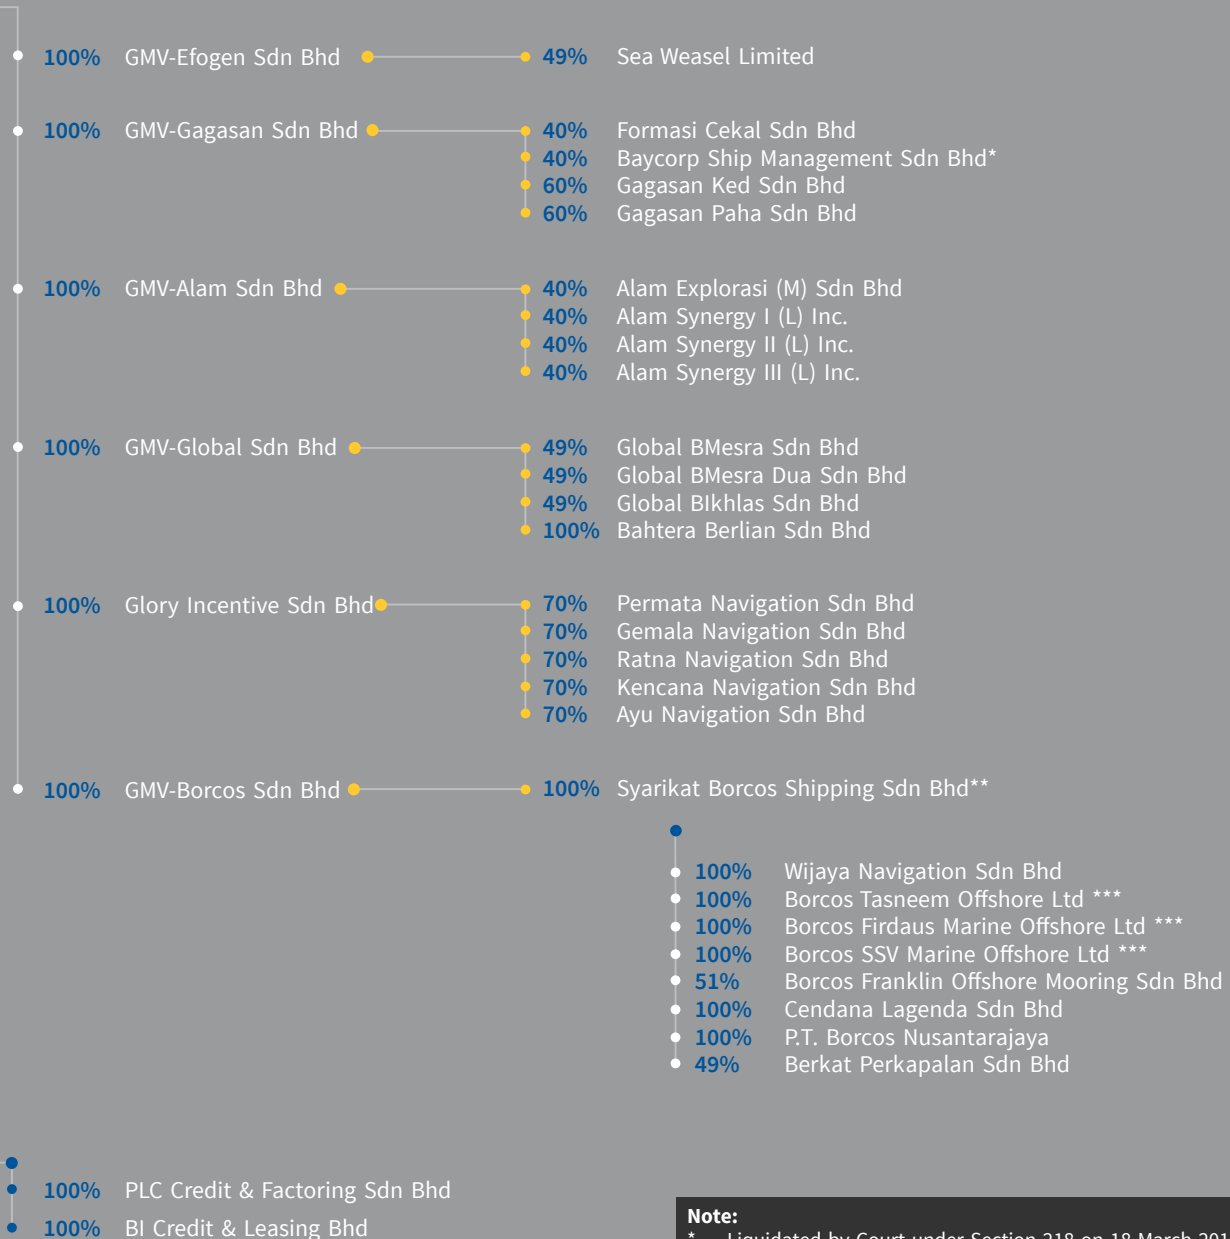 100% GMV-Efogen Sdn Bhd 49% Sea Weasel Limited
100% GMV-Gagasan Sdn Bhd 40% Formasi Cekal Sdn Bhd
40% Baycorp Ship Management Sdn Bhd*
60% Gagasan Ked Sdn Bhd
60% Gagasan Paha Sdn Bhd
100% GMV-Alam Sdn Bhd 40% Alam Explorasi (M) Sdn Bhd
40% Alam Synergy I (L) Inc.
40% Alam Synergy II (L) Inc.
40% Alam Synergy III (L) Inc.
100% GMV-Global Sdn Bhd 49% Global BMesra Sdn Bhd
49% Global BMesra Dua Sdn Bhd
49% Global BIkhlas Sdn Bhd
100% Bahtera Berlian Sdn Bhd
100% Glory Incentive Sdn Bhd 70% Permata Navigation Sdn Bhd
70% Gemala Navigation Sdn Bhd
70% Ratna Navigation Sdn Bhd
70% Kencana Navigation Sdn Bhd
70% Ayu Navigation Sdn Bhd
100% GMV-Borcos Sdn Bhd 100% Syarikat Borcos Shipping Sdn Bhd**
100% Wijaya Navigation Sdn Bhd
100% Borcos Tasneem Offshore Ltd ***
100% Borcos Firdaus Marine Offshore Ltd ***
100% Borcos SSV Marine Offshore Ltd ***
51% Borcos Franklin Offshore Mooring Sdn Bhd
100% Cendana Lagenda Sdn Bhd
100% P.T. Borcos Nusantarajaya
49% Berkat Perkapalan Sdn Bhd
100% PLC Credit & Factoring Sdn Bhd
100% BI Credit & Leasing Bhd
Note:
* Liquidated by Court under Section 218 on 18 March